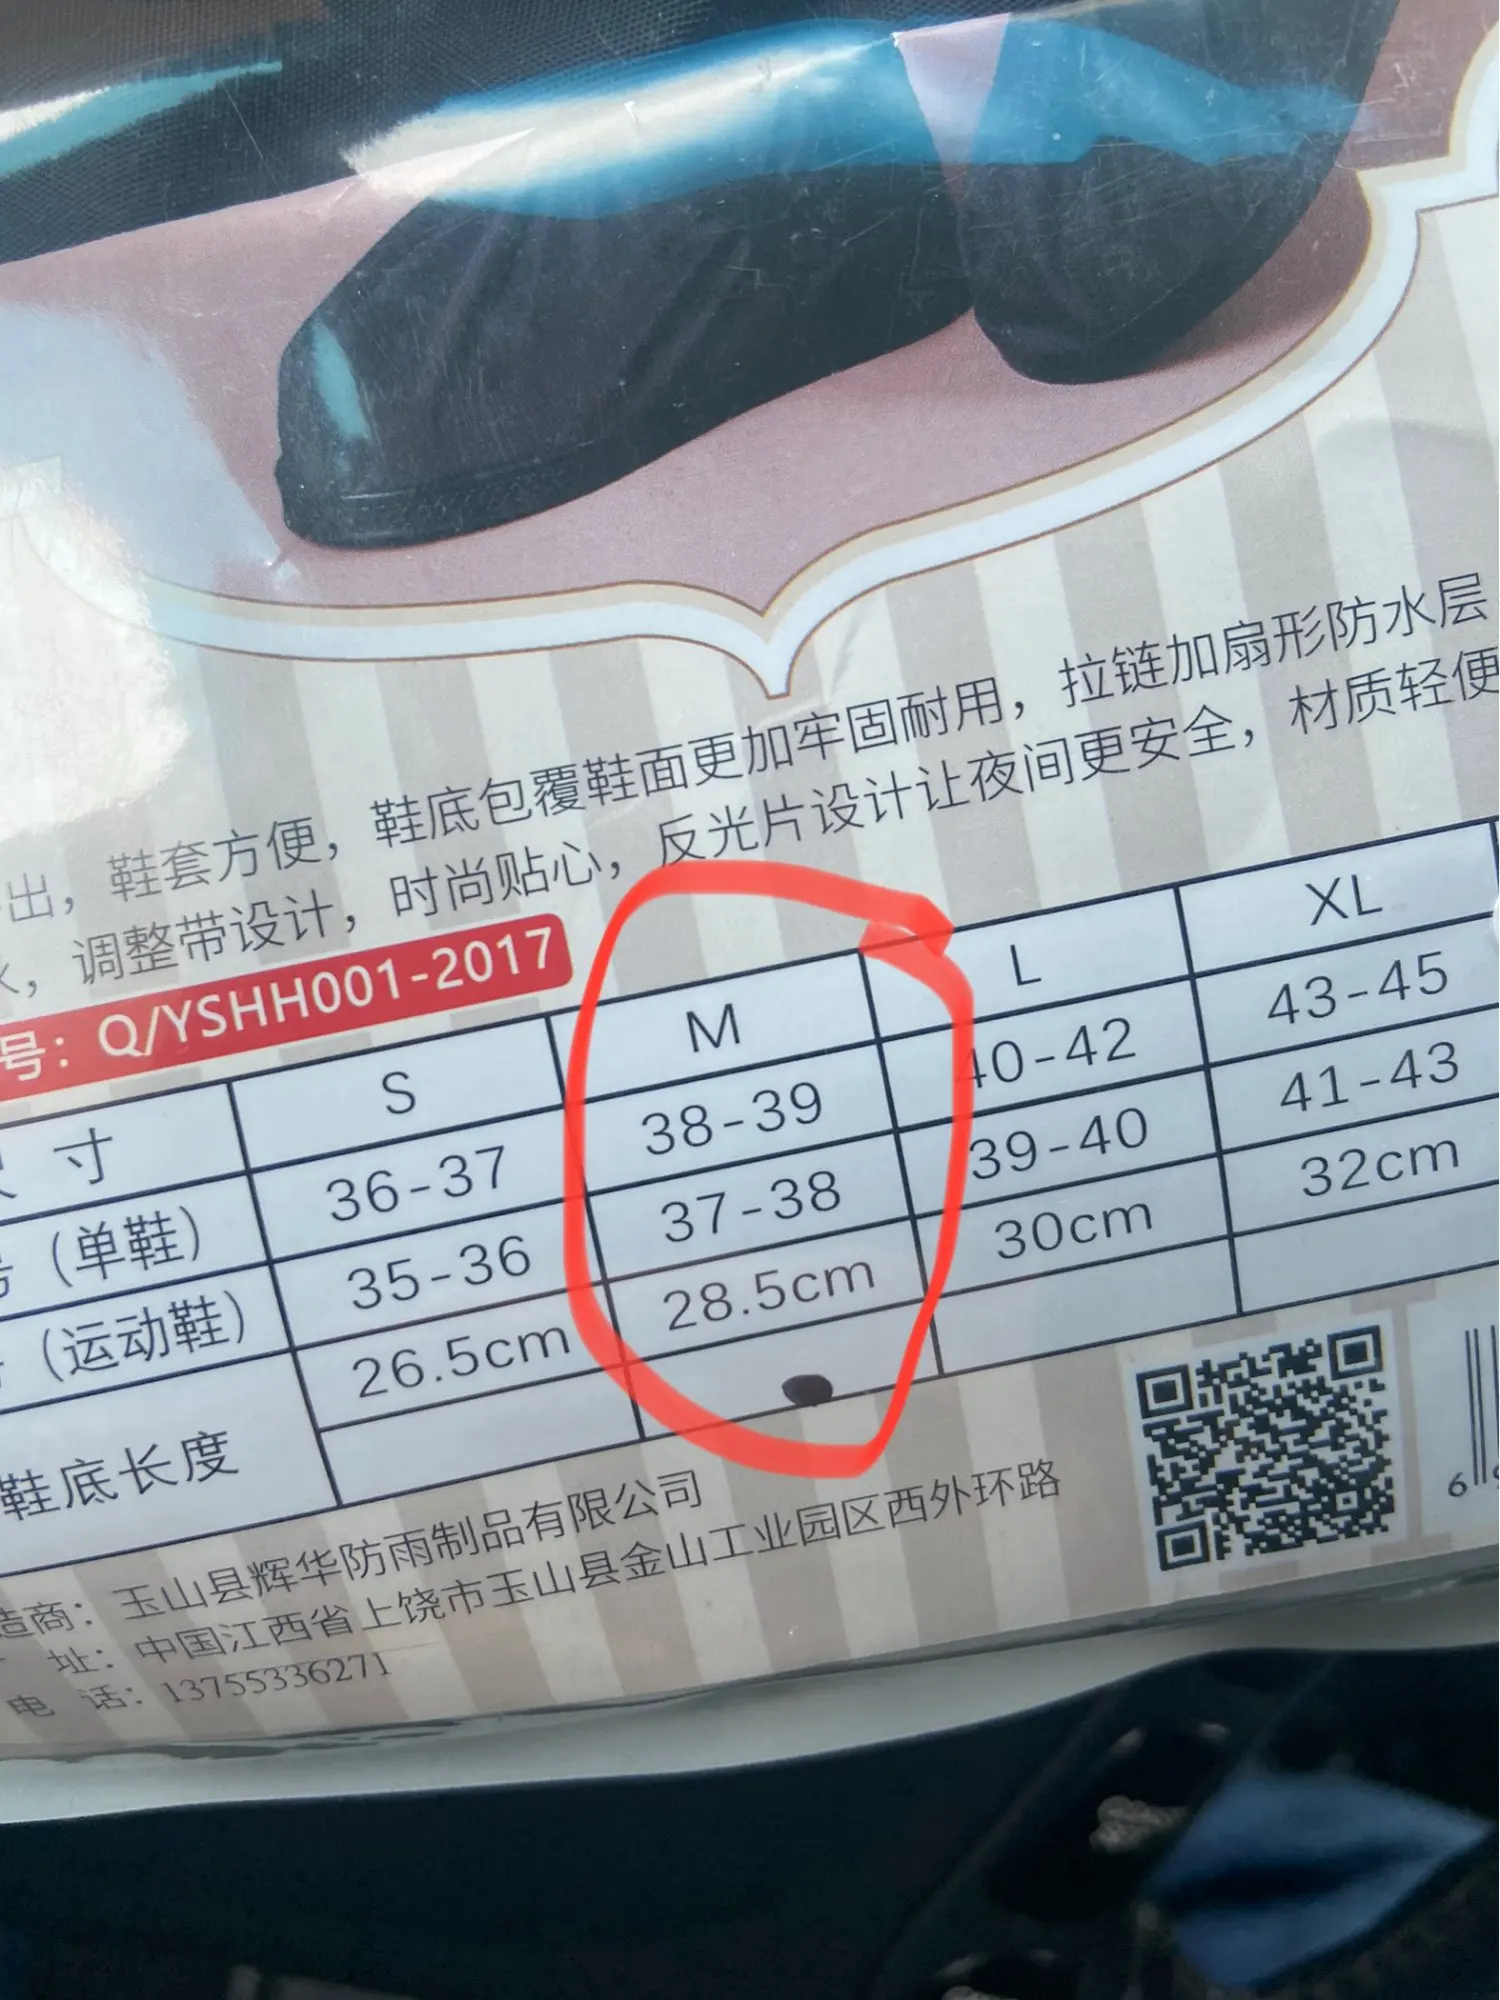 出，鞋套方便，鞋底包覆鞋面更加牢固耐用，拉链加扇形防水层
，调整带设计，时尚贴心，反光片设计让夜间更安全，材质轻便
号：Q/YSHH001-2017
寸 S M L XL
（单鞋） 36-37 38-39 40-42 43-45
（运动鞋） 35-36 37-38 39-40 41-43
鞋底长度 26.5cm 28.5cm 30cm 32cm
造商：玉山县辉华防雨制品有限公司
址：中国江西省上饶市玉山县金山工业园区西外环路
电 话：13755336271
6